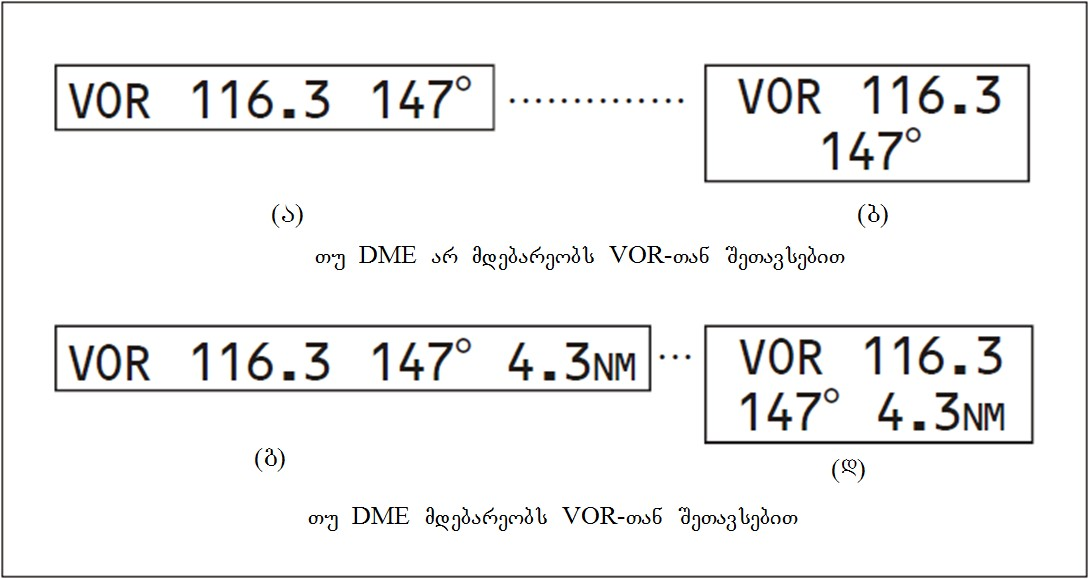 VOR 116.3 147° .............. VOR 116.3
147°
(ა) (ბ)
თუ DME არ მდებარეობს VOR-თან შეთავსებით
VOR 116.3 147° 4.3NM ... VOR 116.3
147° 4.3NM
(გ) (დ)
თუ DME მდებარეობს VOR-თან შეთავსებით